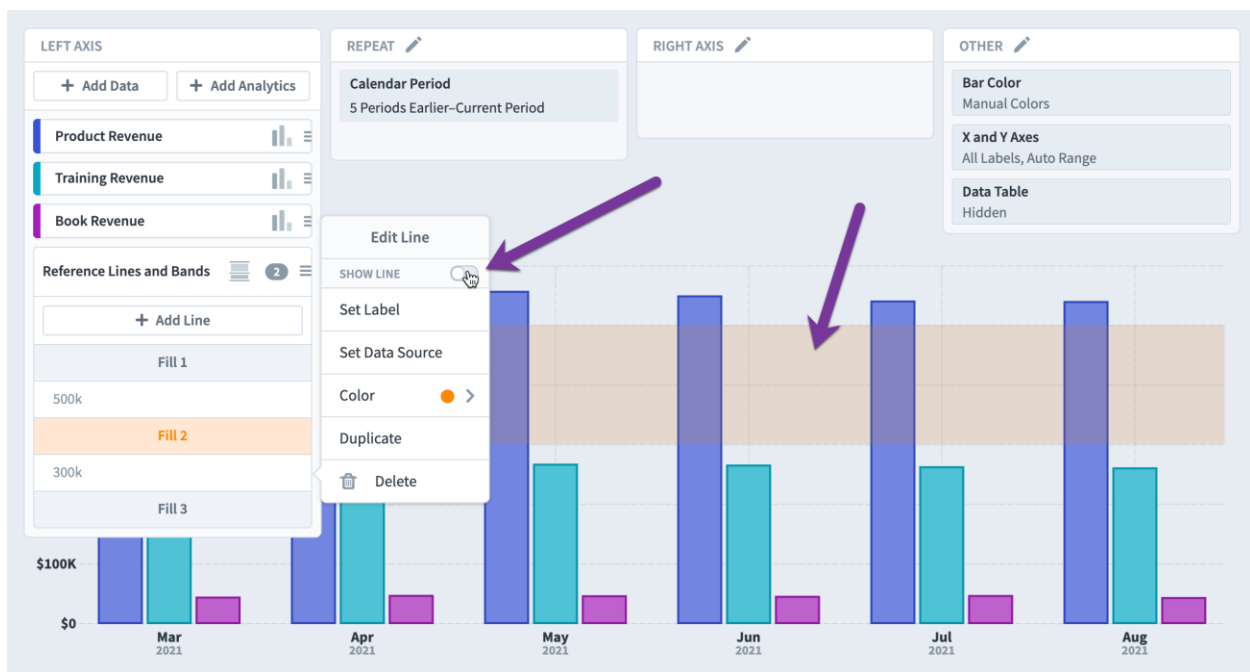 LEFT AXIS
+ Add Data
+ Add Analytics
Product Revenue
Training Revenue
Book Revenue
Reference Lines and Bands
2
+ Add Line
Fill 1
500k
Fill 2
300k
Fill 3
REPEAT
Calendar Period
5 Periods Earlier–Current Period
RIGHT AXIS
OTHER
Bar Color
Manual Colors
X and Y Axes
All Labels, Auto Range
Data Table
Hidden
Edit Line
SHOW LINE
Set Label
Set Data Source
Color
Duplicate
Delete
$100K
$0
Mar
2021
Apr
2021
May
2021
Jun
2021
Jul
2021
Aug
2021